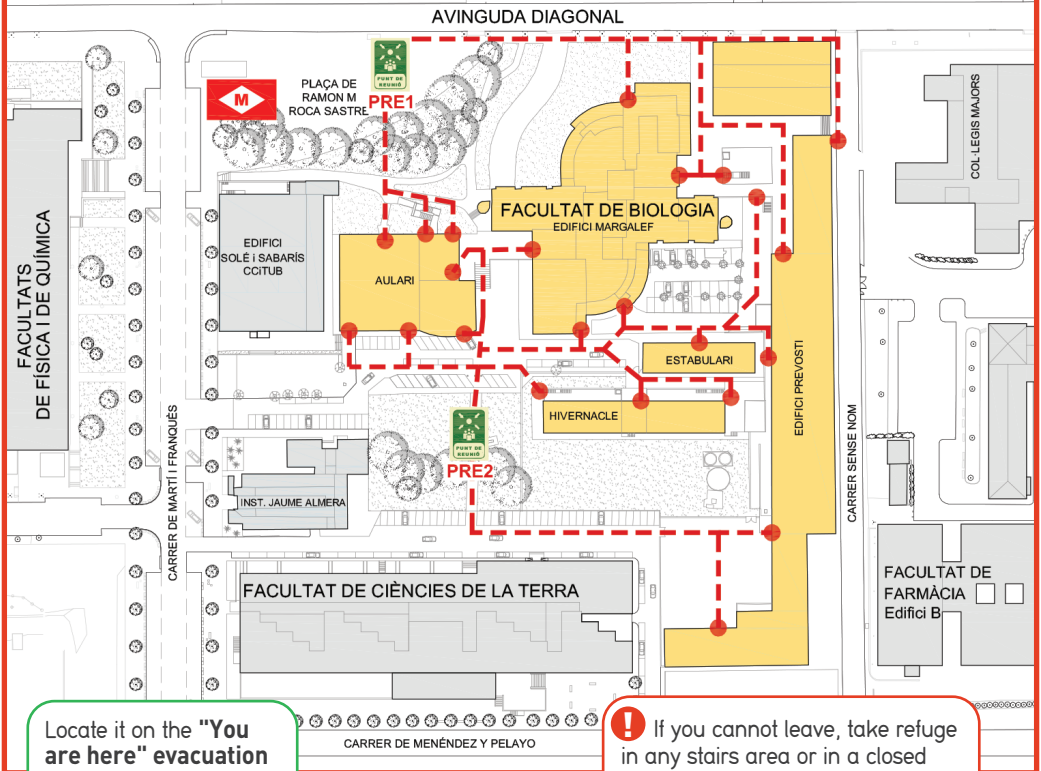 AVINGUDA DIAGONAL
M
PLAÇA DE
RAMON M
ROCA SASTRE
PUNT DE
REUNIÓ
PRE1
COL·LEGIS MAJORS
FACULTATS
DE FÍSICA I DE QUÍMICA
EDIFICI
SOLÉ i SABARÍS
CCiTUB
AULARI
FACULTAT DE BIOLOGIA
EDIFICI MARGALEF
ESTABULARI
EDIFICI PREVOSTI
HIVERNACLE
PUNT DE
REUNIÓ
PRE2
CARRER DE MARTÍ I FRANQUÈS
INST. JAUME ALMERA
CARRER SENSE NOM
FACULTAT DE CIÈNCIES DE LA TERRA
FACULTAT DE
FARMÀCIA
Edifici B
CARRER DE MENÉNDEZ Y PELAYO
Locate it on the "You
are here" evacuation
! If you cannot leave, take refuge
in any stairs area or in a closed